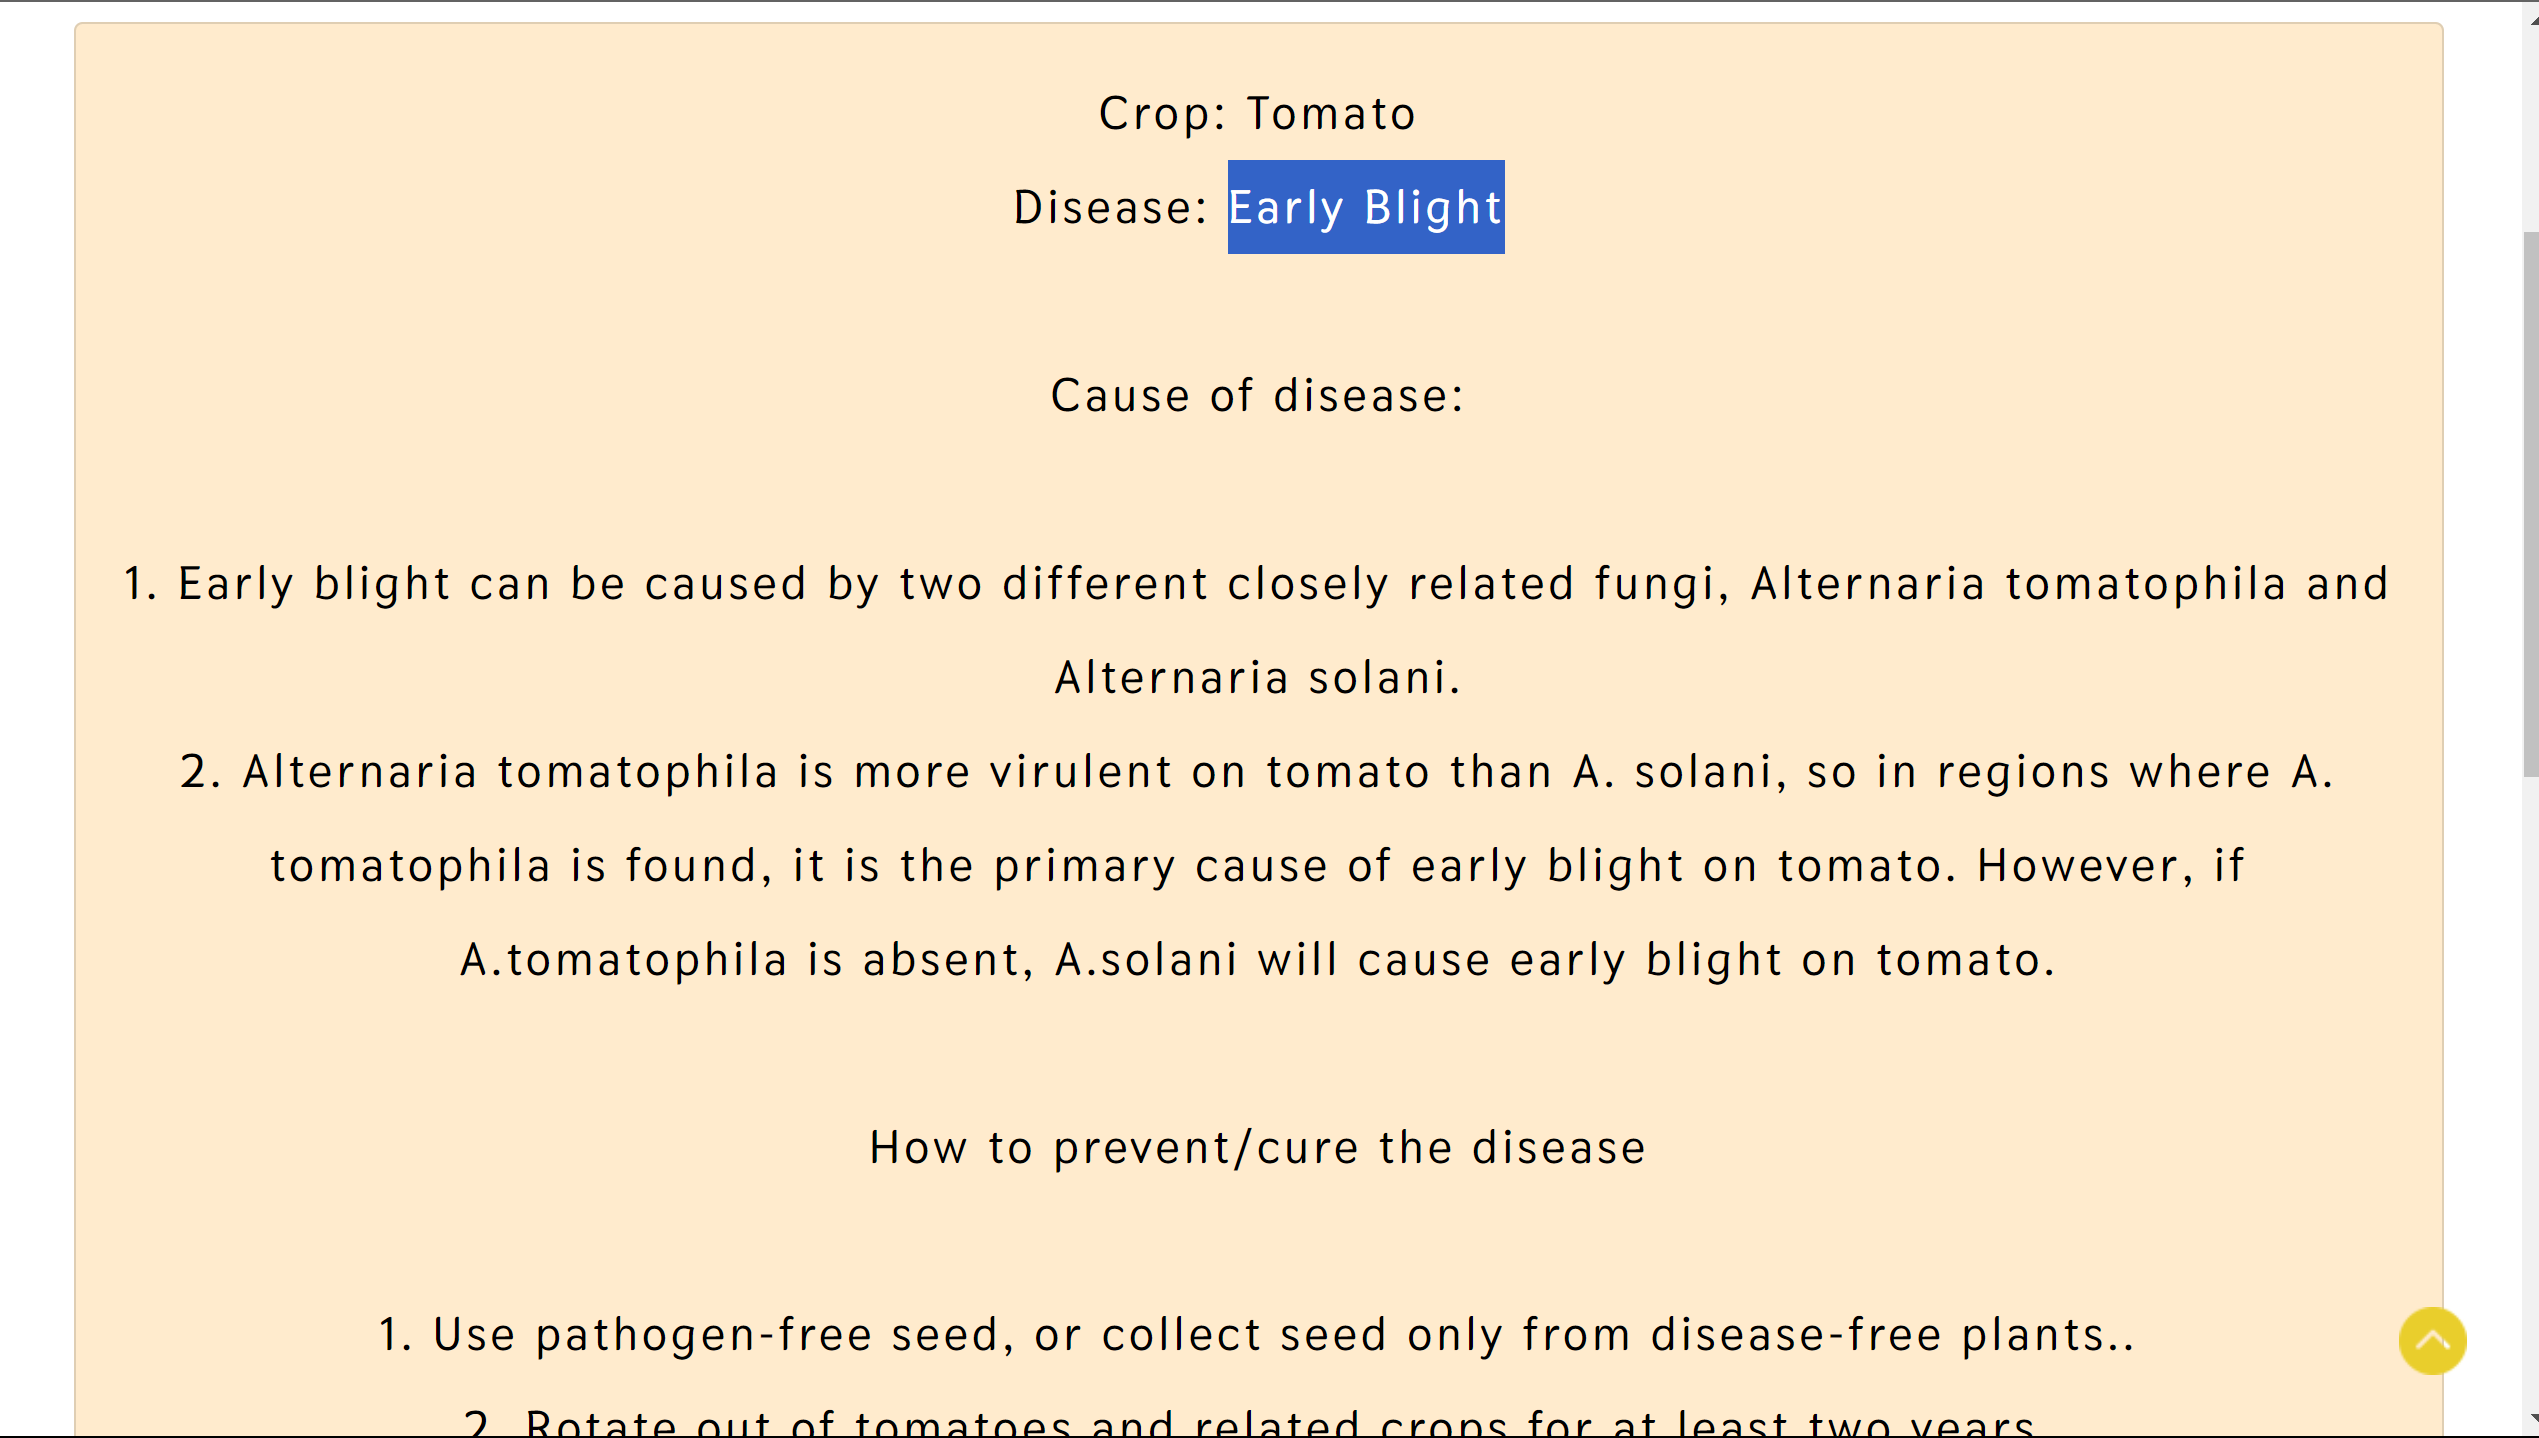 Crop: Tomato
Disease: Early Blight
Cause of disease:
1. Early blight can be caused by two different closely related fungi, Alternaria tomatophila and
Alternaria solani.
2. Alternaria tomatophila is more virulent on tomato than A. solani, so in regions where A.
tomatophila is found, it is the primary cause of early blight on tomato. However, if
A.tomatophila is absent, A.solani will cause early blight on tomato.
How to prevent/cure the disease
1. Use pathogen-free seed, or collect seed only from disease-free plants..
2. Rotate out of tomatoes and related crops for at least two years